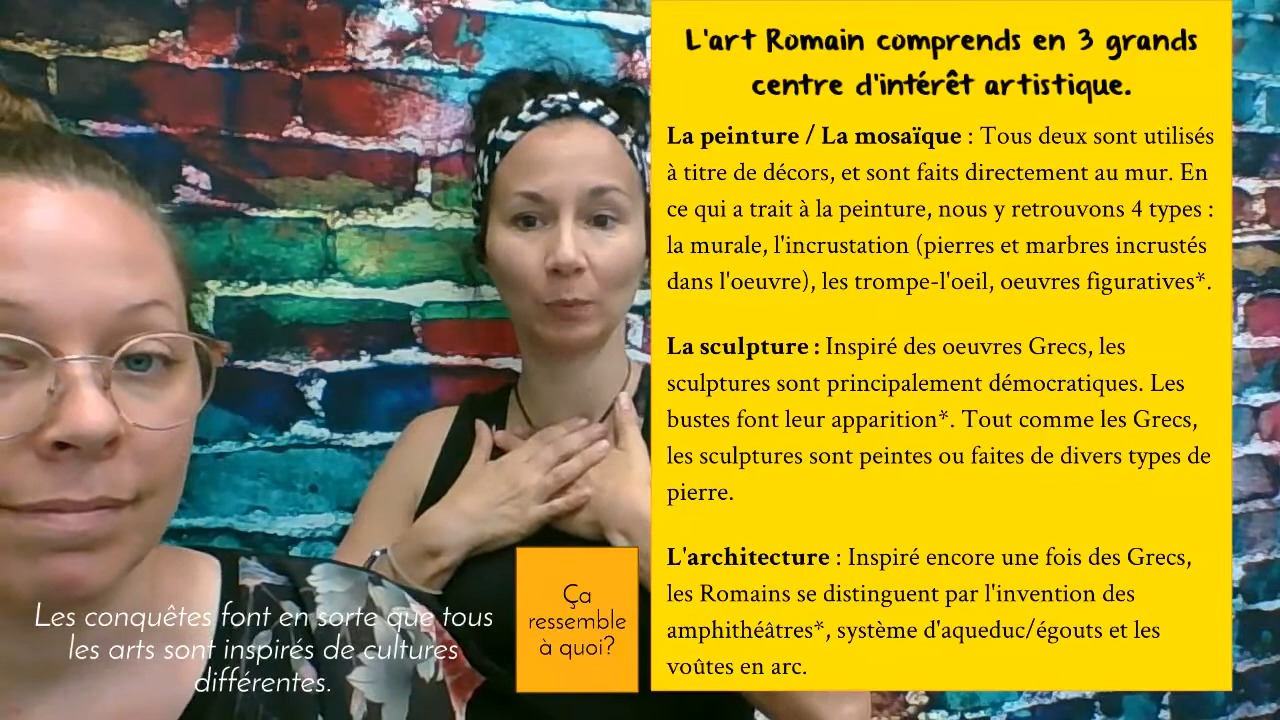 L'art Romain comprends en 3 grands
centre d'intérêt artistique.
La peinture / La mosaïque : Tous deux sont utilisés
à titre de décors, et sont faits directement au mur. En
ce qui a trait à la peinture, nous y retrouvons 4 types :
la murale, l'incrustation (pierres et marbres incrustés
dans l'oeuvre), les trompe-l'oeil, oeuvres figuratives*.
La sculpture : Inspiré des oeuvres Grecs, les
sculptures sont principalement démocratiques. Les
bustes font leur apparition*. Tout comme les Grecs,
les sculptures sont peintes ou faites de divers types de
pierre.
L'architecture : Inspiré encore une fois des Grecs,
les Romains se distinguent par l'invention des
amphithéâtres*, système d'aqueduc/égouts et les
voûtes en arc.
Ça
ressemble
à quoi?
Les conquêtes font en sorte que tous
les arts sont inspirés de cultures
différentes.